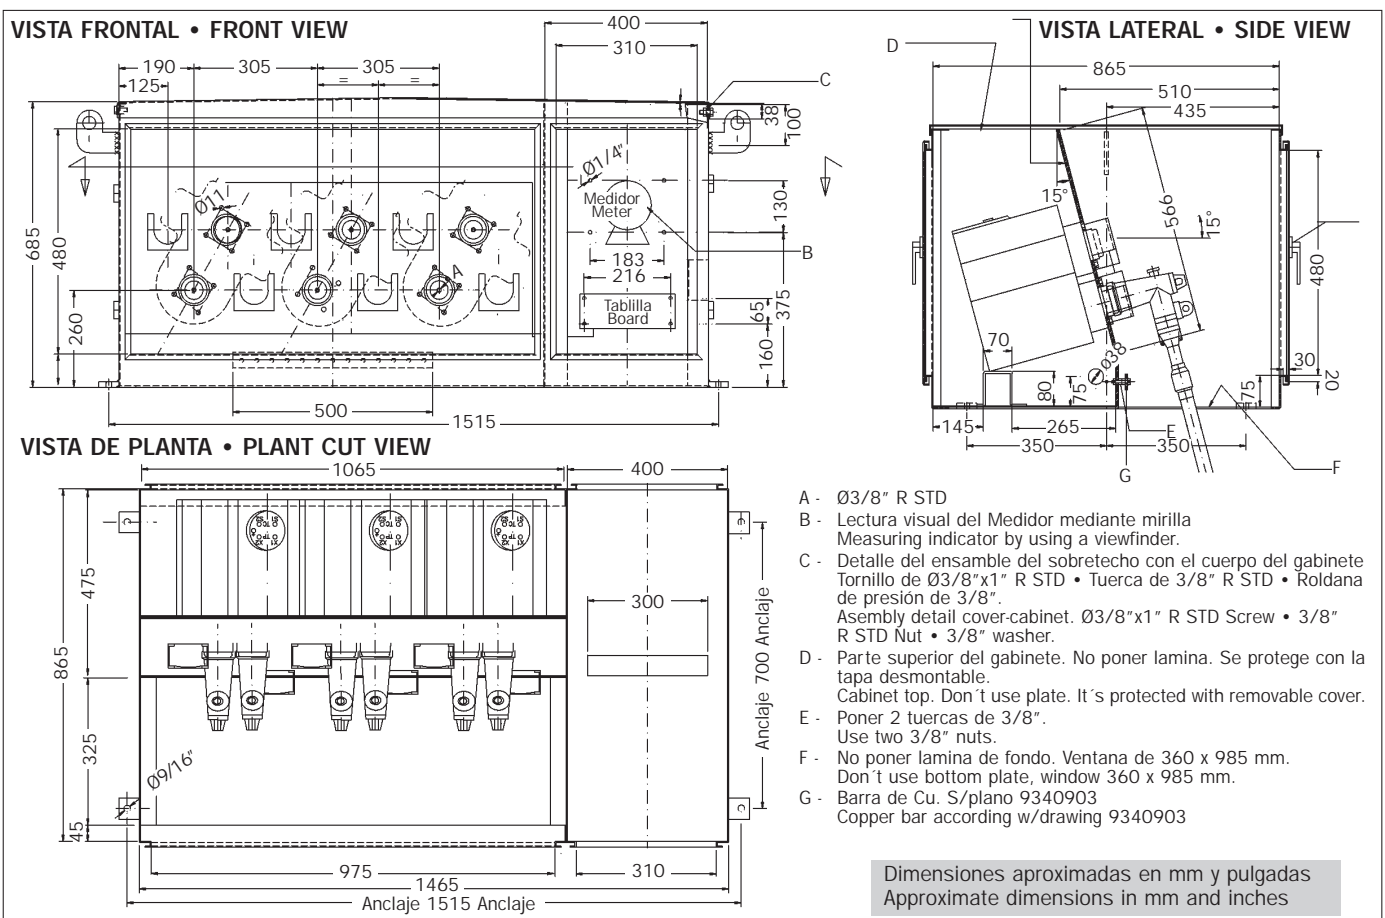 VISTA FRONTAL • FRONT VIEW
400
310
190
305
305
125
=
=
C
38
100
Ø1/4"
Medidor
Meter
Ø11
130
B
685
480
183
216
A
260
Tablilla
Board
65
375
160
500
1515
VISTA LATERAL • SIDE VIEW
D
865
510
435
15°
599
15°
480
70
Ø38
80
75
30
75
20
145
265
E
350
350
F
G
VISTA DE PLANTA • PLANT CUT VIEW
1065
400
475
300
865
Anclaje 700 Anclaje
325
Ø9/16"
45
975
310
1465
Anclaje 1515 Anclaje
A - Ø3/8" R STD
B - Lectura visual del Medidor mediante mirilla
Measuring indicator by using a viewfinder.
C - Detalle del ensamble del sobretecho con el cuerpo del gabinete
Tornillo de Ø3/8"x1" R STD • Tuerca de 3/8" R STD • Roldana
de presión de 3/8".
Asembly detail cover-cabinet. Ø3/8"x1" R STD Screw • 3/8"
R STD Nut • 3/8" washer.
D - Parte superior del gabinete. No poner lamina. Se protege con la
tapa desmontable.
Cabinet top. Don´t use plate. It´s protected with removable cover.
E - Poner 2 tuercas de 3/8".
Use two 3/8" nuts.
F - No poner lamina de fondo. Ventana de 360 x 985 mm.
Don´t use bottom plate, window 360 x 985 mm.
G - Barra de Cu. S/plano 9340903
Copper bar according w/drawing 9340903
Dimensiones aproximadas en mm y pulgadas
Approximate dimensions in mm and inches